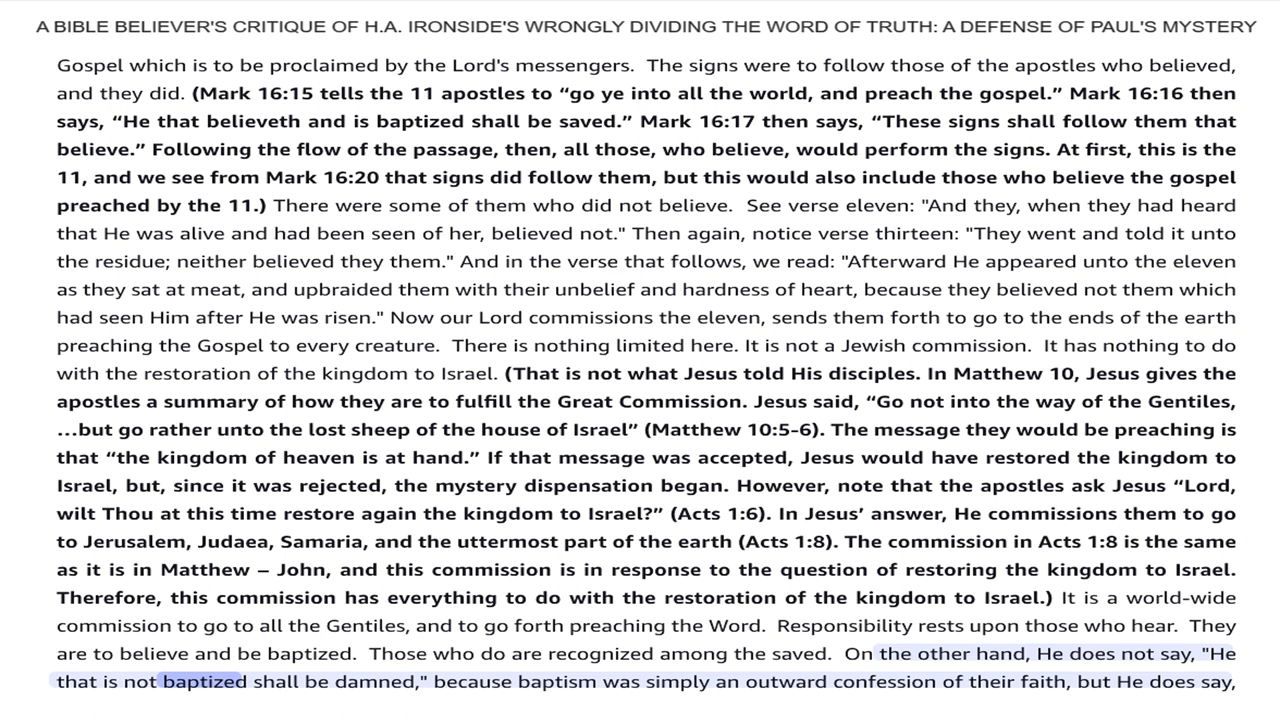 A BIBLE BELIEVER'S CRITIQUE OF H.A. IRONSIDE'S WRONGLY DIVIDING THE WORD OF TRUTH: A DEFENSE OF PAUL'S MYSTERY
Gospel which is to be proclaimed by the Lord's messengers.  The signs were to follow those of the apostles who believed,
and they did. (Mark 16:15 tells the 11 apostles to “go ye into all the world, and preach the gospel.” Mark 16:16 then
says, “He that believeth and is baptized shall be saved.” Mark 16:17 then says, “These signs shall follow them that
believe.” Following the flow of the passage, then, all those, who believe, would perform the signs. At first, this is the
11, and we see from Mark 16:20 that signs did follow them, but this would also include those who believe the gospel
preached by the 11.) There were some of them who did not believe.  See verse eleven: "And they, when they had heard
that He was alive and had been seen of her, believed not." Then again, notice verse thirteen: "They went and told it unto
the residue; neither believed they them." And in the verse that follows, we read: "Afterward He appeared unto the eleven
as they sat at meat, and upbraided them with their unbelief and hardness of heart, because they believed not them which
had seen Him after He was risen." Now our Lord commissions the eleven, sends them forth to go to the ends of the earth
preaching the Gospel to every creature.  There is nothing limited here. It is not a Jewish commission.  It has nothing to do
with the restoration of the kingdom to Israel. (That is not what Jesus told His disciples. In Matthew 10, Jesus gives the
apostles a summary of how they are to fulfill the Great Commission. Jesus said, “Go not into the way of the Gentiles,
…but go rather unto the lost sheep of the house of Israel” (Matthew 10:5-6). The message they would be preaching is
that “the kingdom of heaven is at hand.” If that message was accepted, Jesus would have restored the kingdom to
Israel, but, since it was rejected, the mystery dispensation began. However, note that the apostles ask Jesus “Lord,
wilt Thou at this time restore again the kingdom to Israel?” (Acts 1:6). In Jesus’ answer, He commissions them to go
to Jerusalem, Judaea, Samaria, and the uttermost part of the earth (Acts 1:8). The commission in Acts 1:8 is the same
as it is in Matthew – John, and this commission is in response to the question of restoring the kingdom to Israel.
Therefore, this commission has everything to do with the restoration of the kingdom to Israel.) It is a world-wide
commission to go to all the Gentiles, and to go forth preaching the Word.  Responsibility rests upon those who hear.  They
are to believe and be baptized.  Those who do are recognized among the saved.  On the other hand, He does not say, "He
that is not baptized shall be damned," because baptism was simply an outward confession of their faith, but He does say,